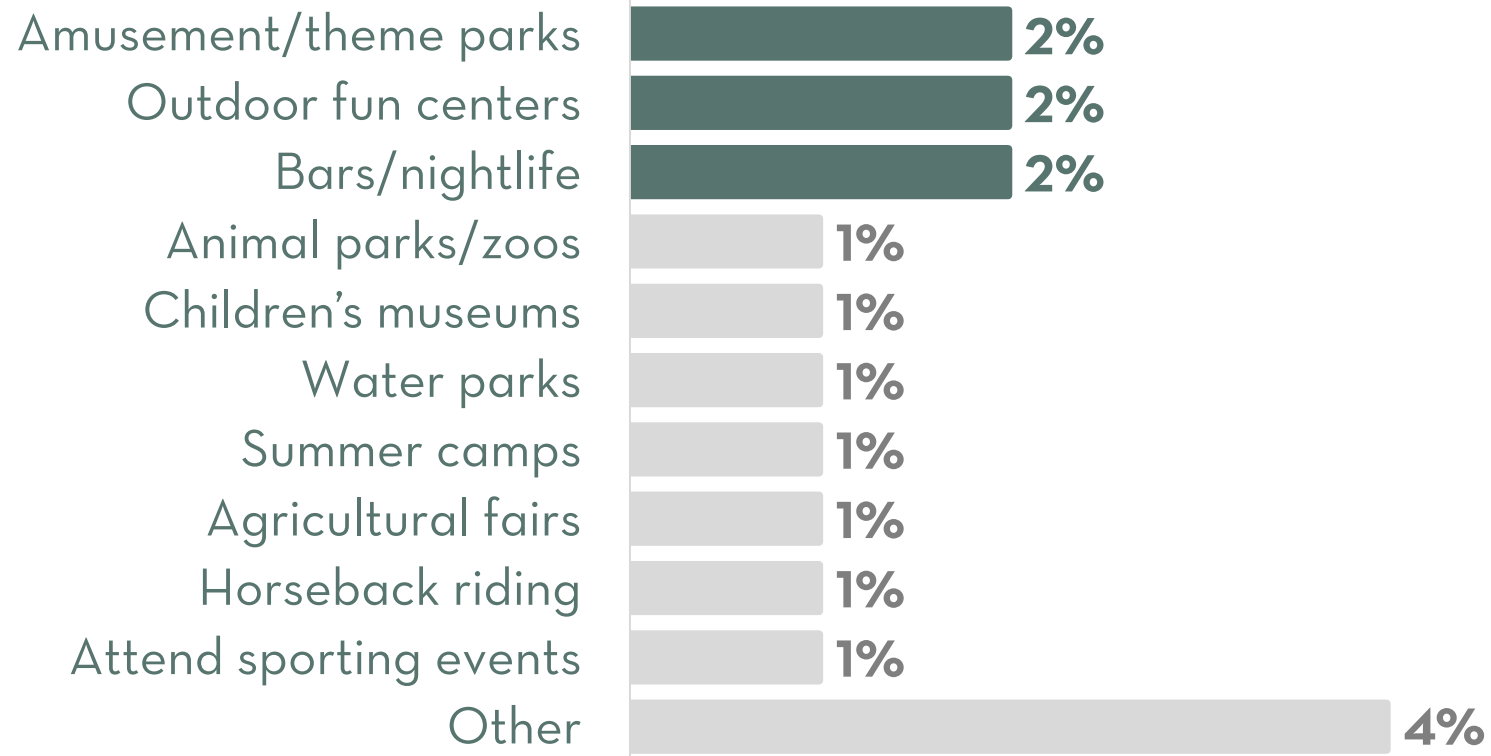 Amusement/theme parks 2%
Outdoor fun centers 2%
Bars/nightlife 2%
Animal parks/zoos 1%
Children’s museums 1%
Water parks 1%
Summer camps 1%
Agricultural fairs 1%
Horseback riding 1%
Attend sporting events 1%
Other 4%